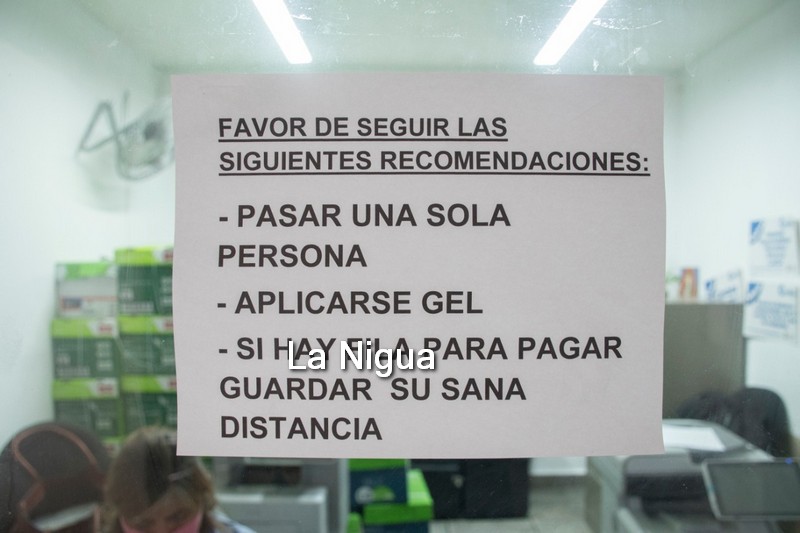 FAVOR DE SEGUIR LAS
SIGUIENTES RECOMENDACIONES:
- PASAR UNA SOLA
PERSONA
- APLICARSE GEL
- SI HAY FILA PARA PAGAR
GUARDAR SU SANA
DISTANCIA
La Nigua